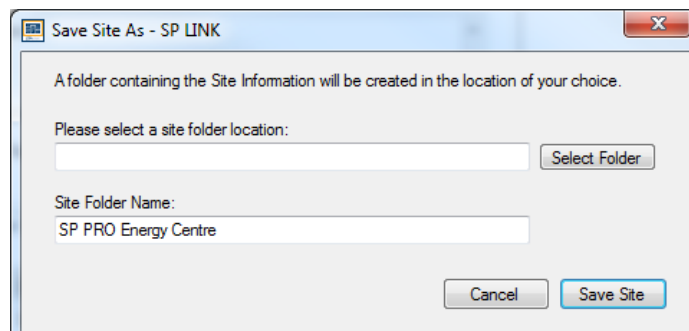 Save Site As - SP LINK
A folder containing the Site Information will be created in the location of your choice.
Please select a site folder location:
Select Folder
Site Folder Name:
SP PRO Energy Centre
Cancel Save Site